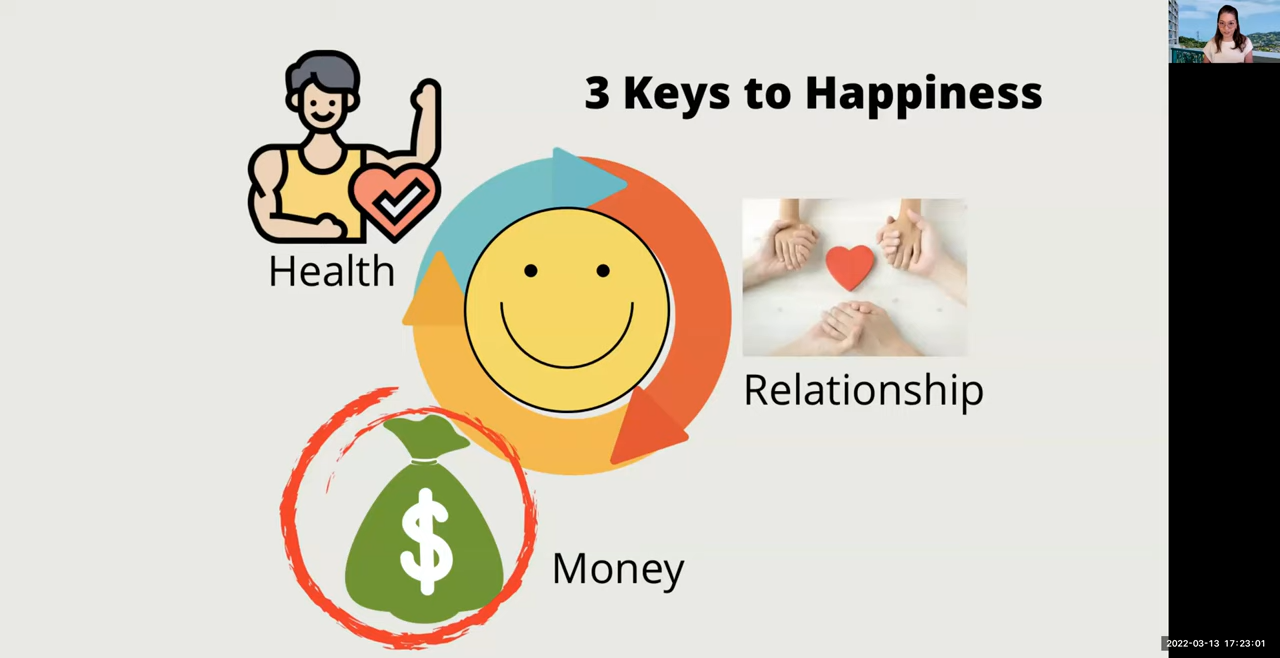 3 Keys to Happiness
Health
Relationship
$
Money
2022-03-13 17:23:01